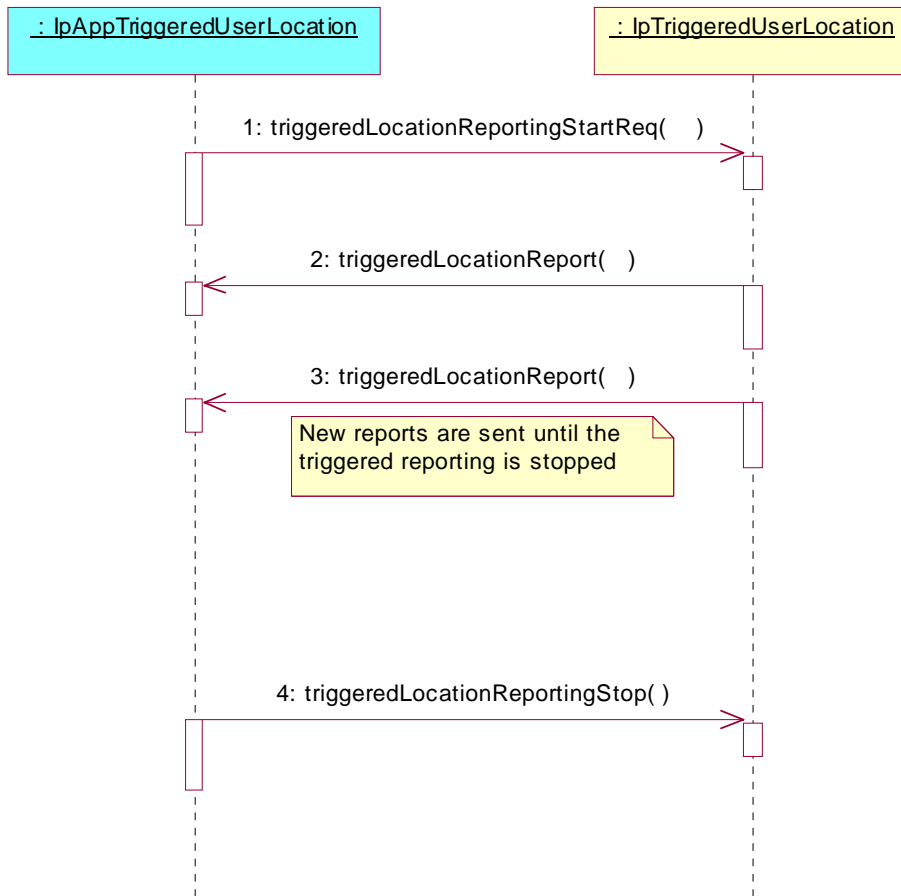 : IpAppTriggeredUserLocation
: IpTriggeredUserLocation
1: triggeredLocationReportingStartReq( )
2: triggeredLocationReport( )
3: triggeredLocationReport( )
New reports are sent until the
triggered reporting is stopped
4: triggeredLocationReportingStop( )